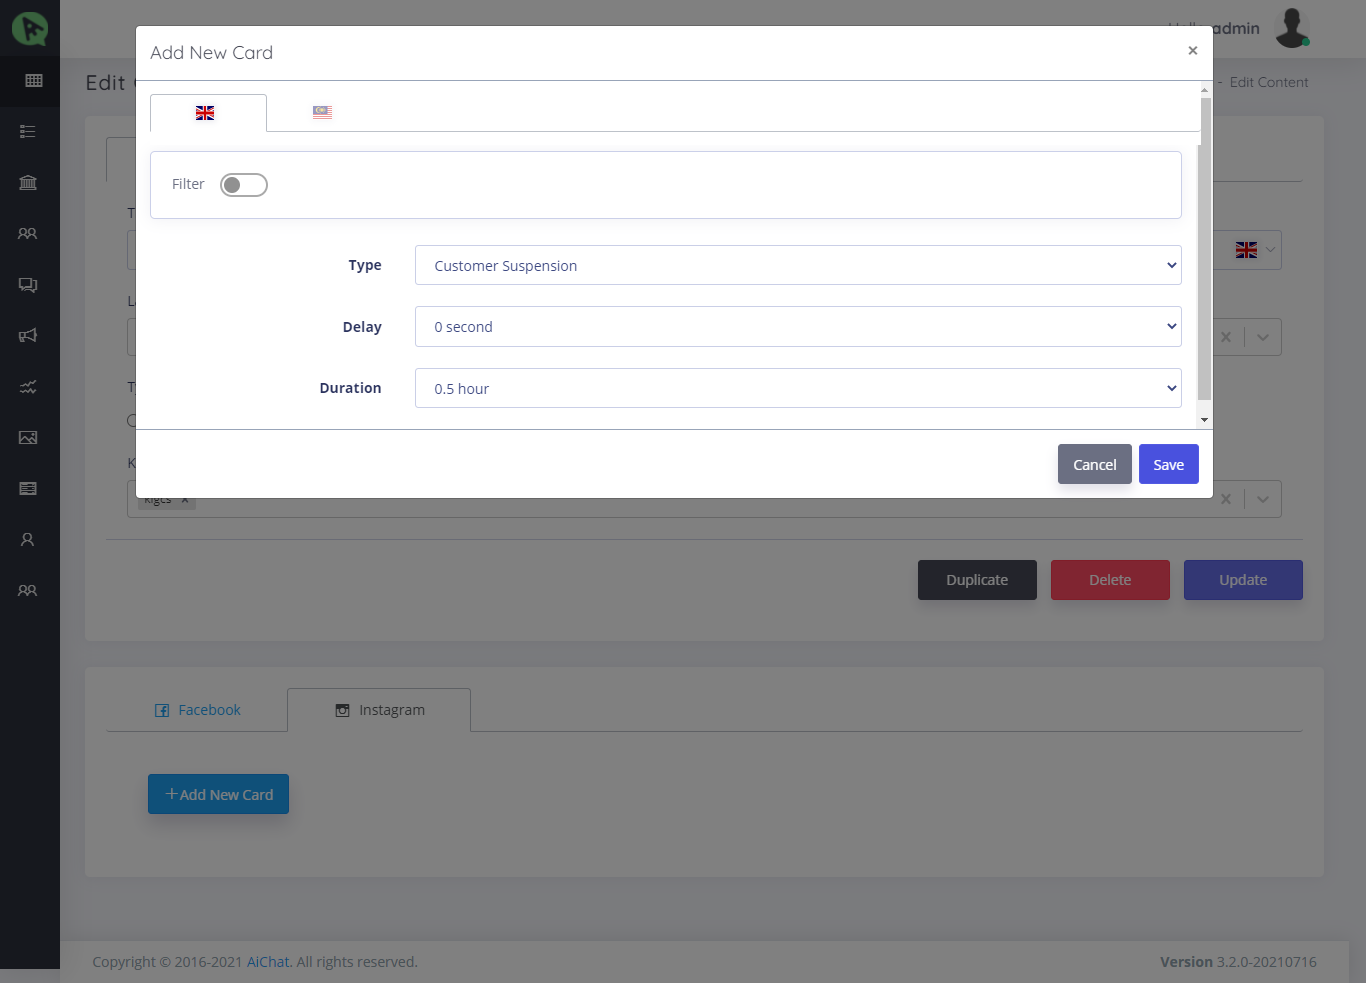 admin
Add New Card
×
Edit
- Edit Content
Filter
Type
Customer Suspension
Delay
0 second
Duration
0.5 hour
Cancel
Save
klgcs ×
Duplicate
Delete
Update
Facebook
Instagram
+Add New Card
Copyright © 2016-2021 AiChat. All rights reserved.
Version 3.2.0-20210716